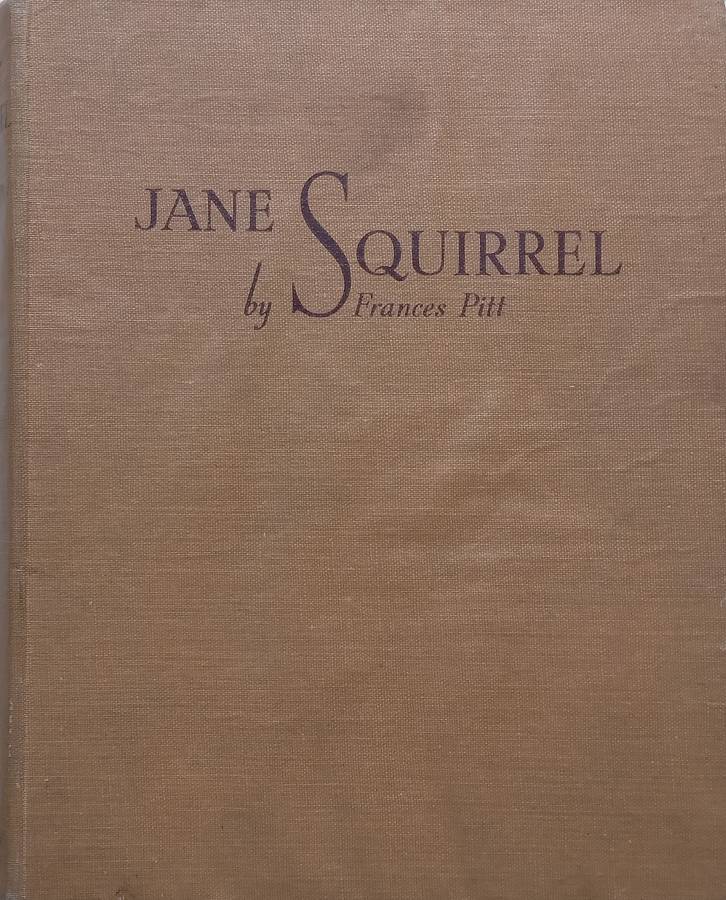 JANE SQUIRREL
by Frances Pitt